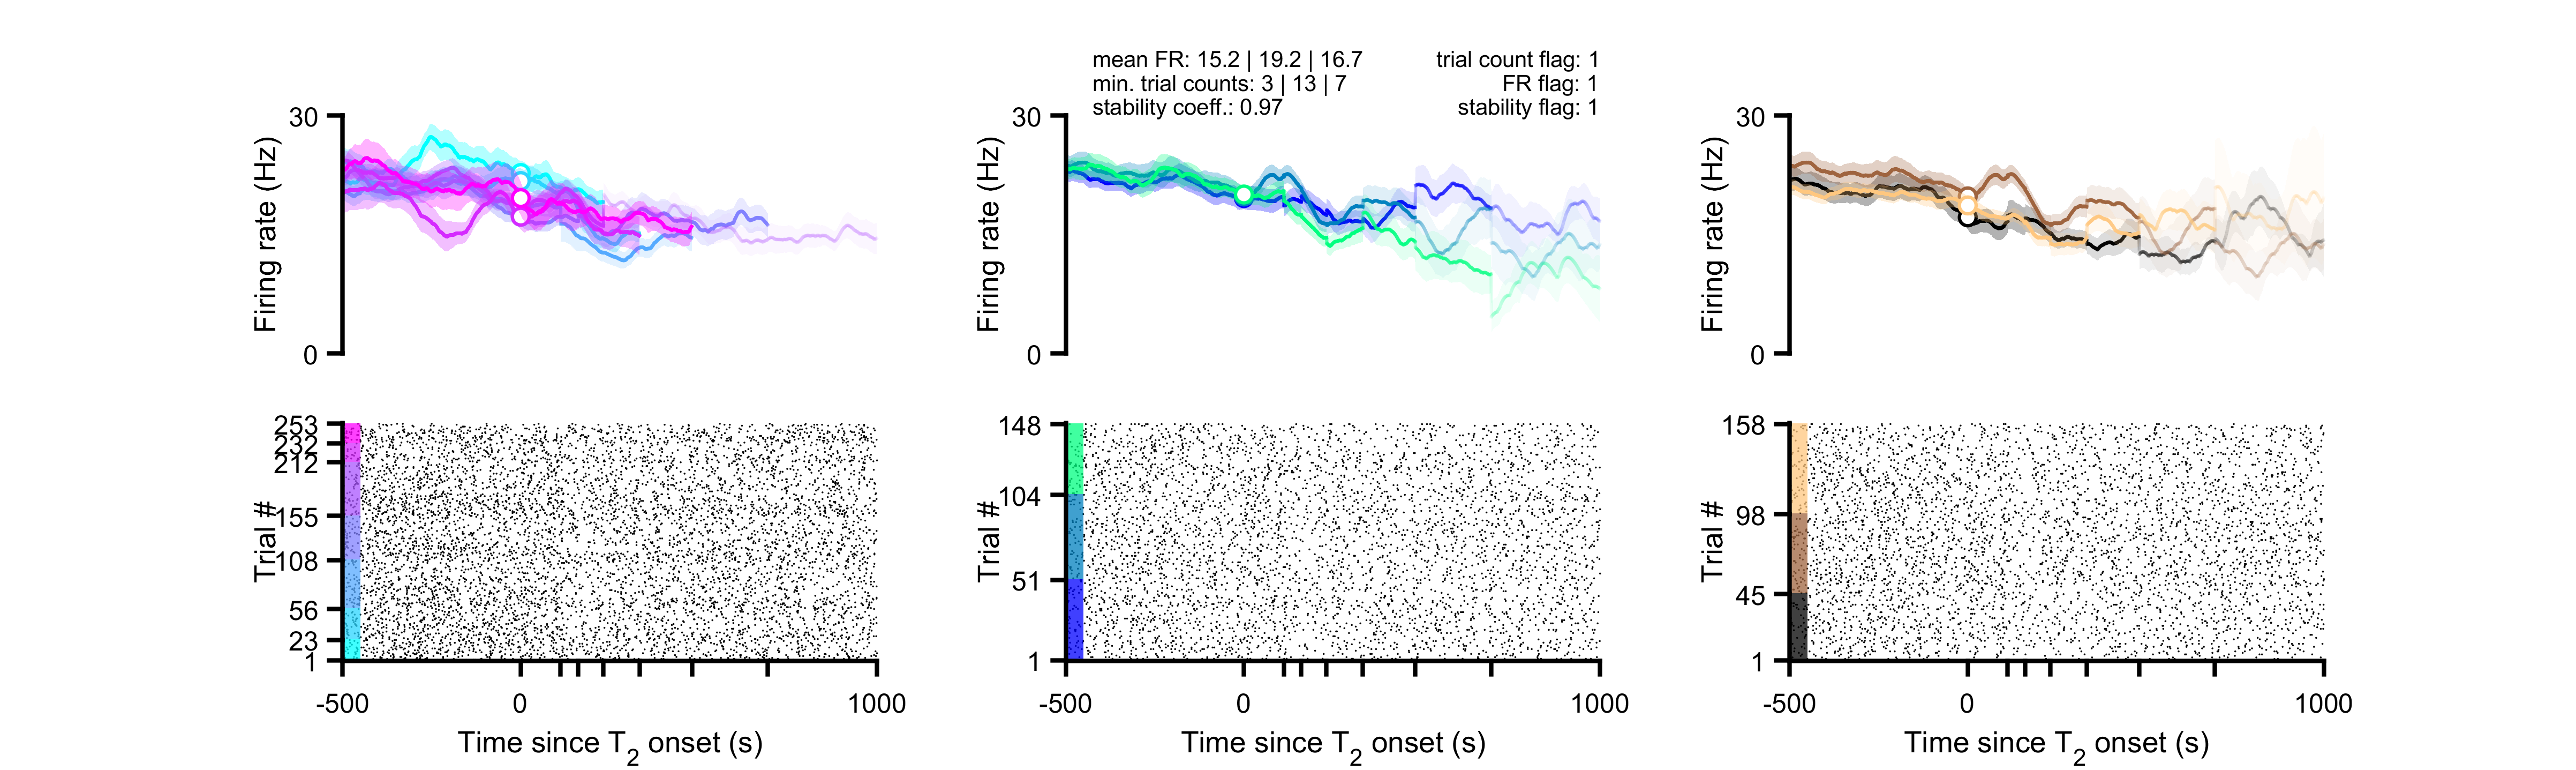 mean FR: 15.2 | 19.2 | 16.7
trial count flag: 1
min. trial counts: 3 | 13 | 7
FR flag: 1
stability coeff.: 0.97
stability flag: 1
30
Firing rate (Hz)
0
30
Firing rate (Hz)
0
30
Firing rate (Hz)
0
253
232
212
155
108
56
23
1
Trial #
-500
0
1000
Time since T2 onset (s)
148
104
51
1
Trial #
-500
0
1000
Time since T2 onset (s)
158
98
45
1
Trial #
-500
0
1000
Time since T2 onset (s)